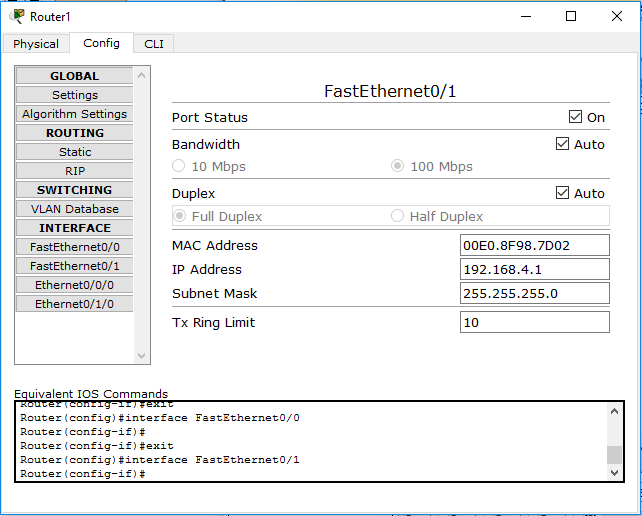 Router1
Physical Config CLI
GLOBAL
Settings
Algorithm Settings
ROUTING
Static
RIP
SWITCHING
VLAN Database
INTERFACE
FastEthernet0/0
FastEthernet0/1
Ethernet0/0/0
Ethernet0/1/0
FastEthernet0/1
Port Status On
Bandwidth Auto
10 Mbps 100 Mbps
Duplex Auto
Full Duplex Half Duplex
MAC Address 00E0.8F98.7D02
IP Address 192.168.4.1
Subnet Mask 255.255.255.0
Tx Ring Limit 10
Equivalent IOS Commands
Router(config-if)#exit
Router(config)#interface FastEthernet0/0
Router(config-if)#
Router(config-if)#exit
Router(config)#interface FastEthernet0/1
Router(config-if)#